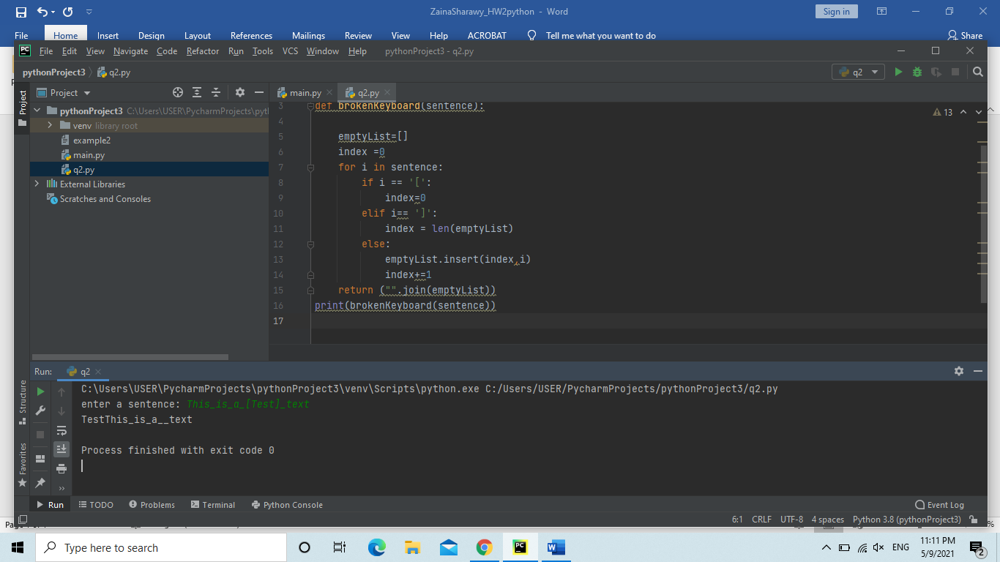 ZainaSharawy_HW2python - Word
Sign in
File Home Insert Design Layout References Mailings Review View Help ACROBAT Tell me what you want to do Share
PC File Edit View Navigate Code Refactor Run Tools VCS Window Help pythonProject3 - q2.py
pythonProject3 q2.py q2
Project
Project
main.py
q2.py
pythonProject3 C:\Users\USER\PycharmProjects\pyt
venv library root
example2
main.py
q2.py
External Libraries
Scratches and Consoles
13
3 def brokenKeyboard(sentence):
4
5 emptyList=[]
6 index =0
7 for i in sentence:
8 if i == '[':
9 index=0
10 elif i== ']':
11 index = len(emptyList)
12 else:
13 emptyList.insert(index,i)
14 index+=1
15 return ("".join(emptyList))
16 print(brokenKeyboard(sentence))
17
Run: q2
C:\Users\USER\PycharmProjects\pythonProject3\venv\Scripts\python.exe C:/Users/USER/PycharmProjects/pythonProject3/q2.py
enter a sentence: This_is_a_[Test]_text
TestThis_is_a__text
Process finished with exit code 0
Structure
Favorites
Run TODO Problems Terminal Python Console Event Log
6:1 CRLF UTF-8 4 spaces Python 3.8 (pythonProject3)
Type here to search
PC
W
ENG
11:11 PM
5/9/2021
2